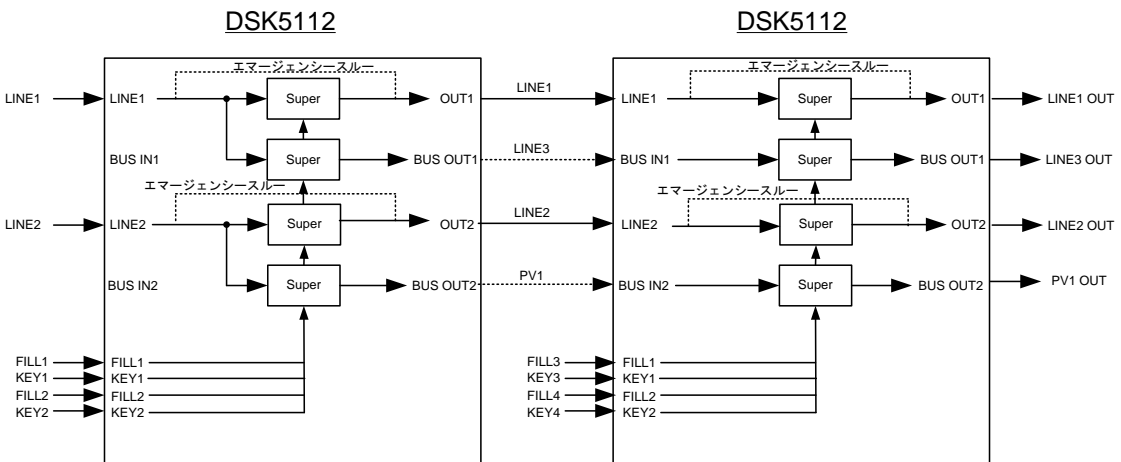 DSK5112
DSK5112
エマージェンシースルー
エマージェンシースルー
LINE1
LINE1
Super
OUT1
LINE1
LINE1
Super
OUT1
LINE1 OUT
BUS IN1
Super
BUS OUT1
LINE3
BUS IN1
Super
BUS OUT1
LINE3 OUT
エマージェンシースルー
エマージェンシースルー
LINE2
LINE2
Super
OUT2
LINE2
LINE2
Super
OUT2
LINE2 OUT
BUS IN2
Super
BUS OUT2
PV1
BUS IN2
Super
BUS OUT2
PV1 OUT
FILL1
FILL1
FILL3
FILL1
KEY1
KEY1
KEY3
KEY1
FILL2
FILL2
FILL4
FILL2
KEY2
KEY2
KEY4
KEY2